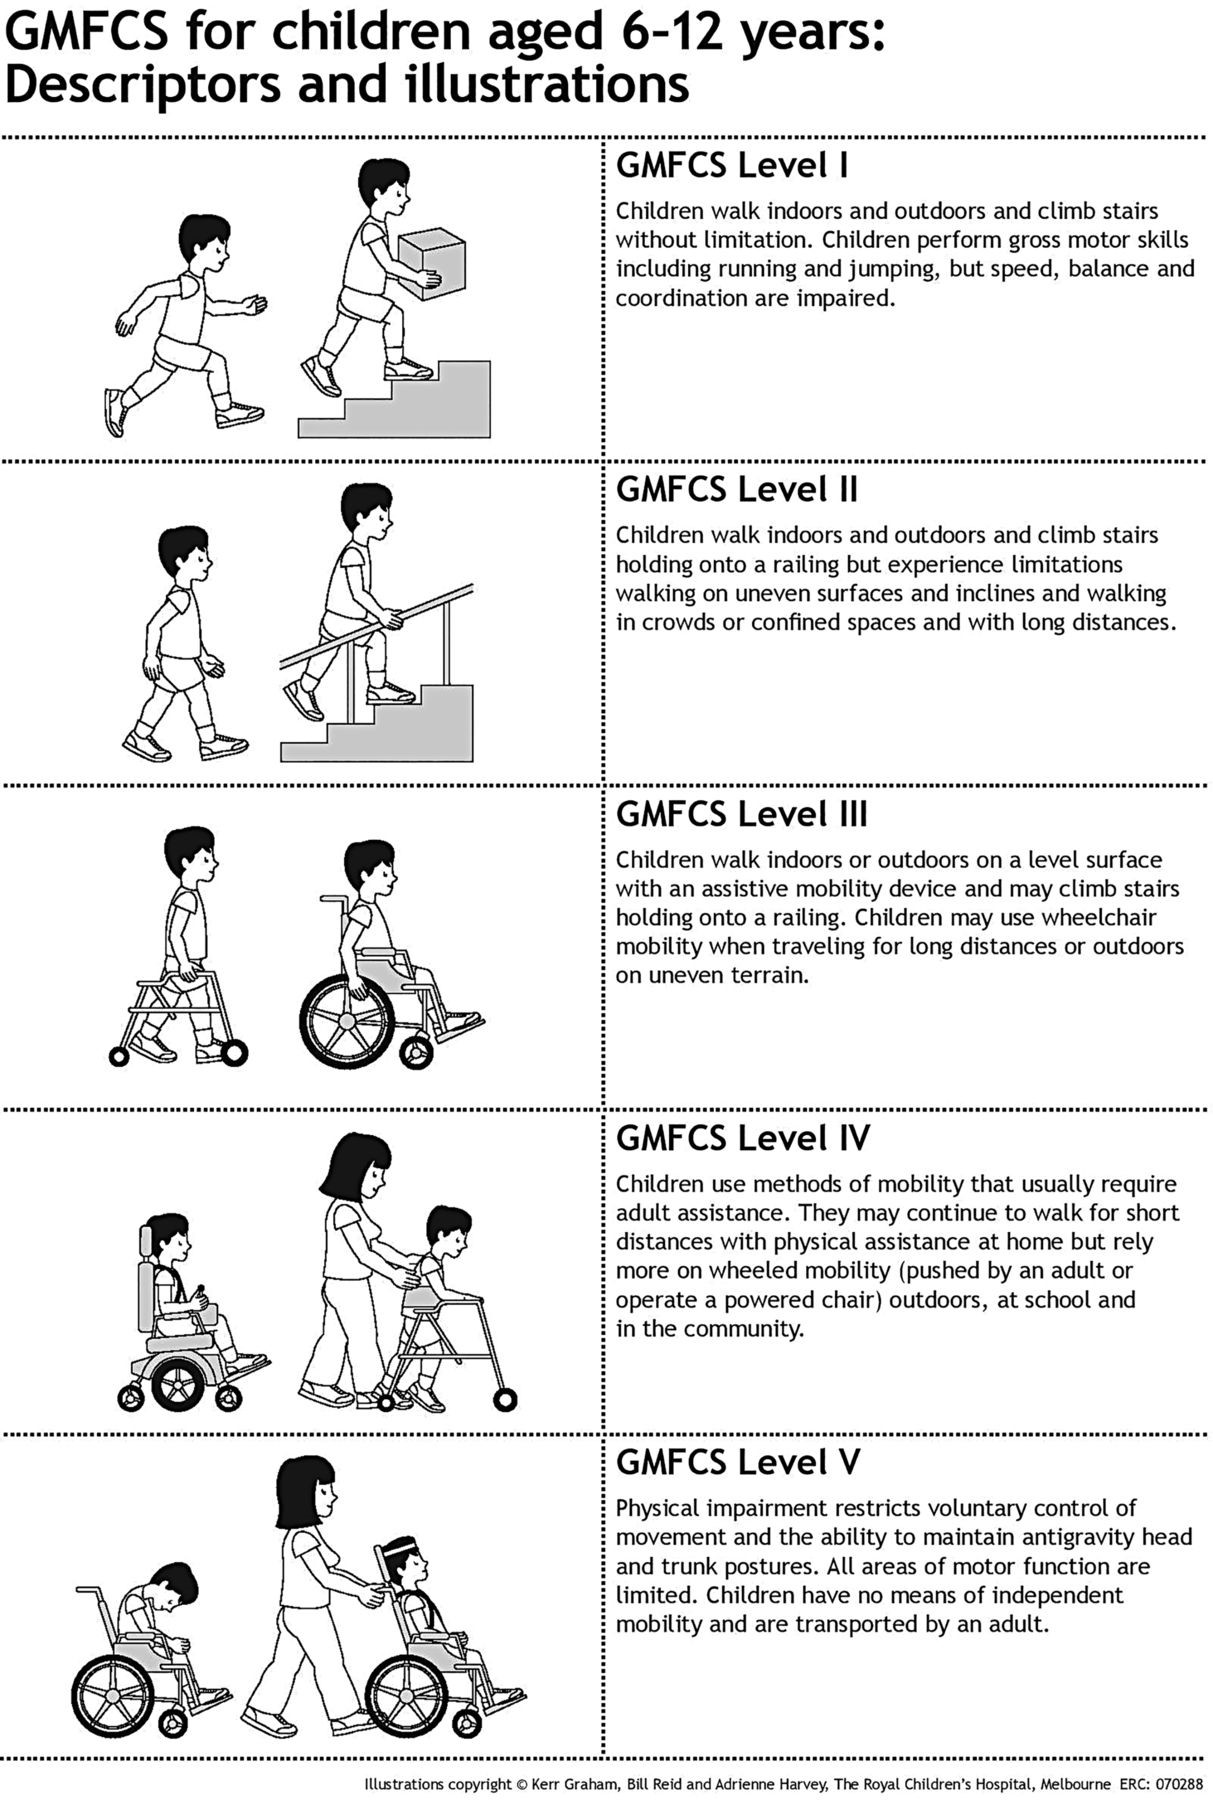 GMFCS for children aged 6-12 years:
Descriptors and illustrations
GMFCS Level I
Children walk indoors and outdoors and climb stairs
without limitation. Children perform gross motor skills
including running and jumping, but speed, balance and
coordination are impaired.
GMFCS Level II
Children walk indoors and outdoors and climb stairs
holding onto a railing but experience limitations
walking on uneven surfaces and inclines and walking
in crowds or confined spaces and with long distances.
GMFCS Level III
Children walk indoors or outdoors on a level surface
with an assistive mobility device and may climb stairs
holding onto a railing. Children may use wheelchair
mobility when traveling for long distances or outdoors
on uneven terrain.
GMFCS Level IV
Children use methods of mobility that usually require
adult assistance. They may continue to walk for short
distances with physical assistance at home but rely
more on wheeled mobility (pushed by an adult or
operate a powered chair) outdoors, at school and
in the community.
GMFCS Level V
Physical impairment restricts voluntary control of
movement and the ability to maintain antigravity head
and trunk postures. All areas of motor function are
limited. Children have no means of independent
mobility and are transported by an adult.
Illustrations copyright © Kerr Graham, Bill Reid and Adrienne Harvey, The Royal Children's Hospital, Melbourne ERC: 070288